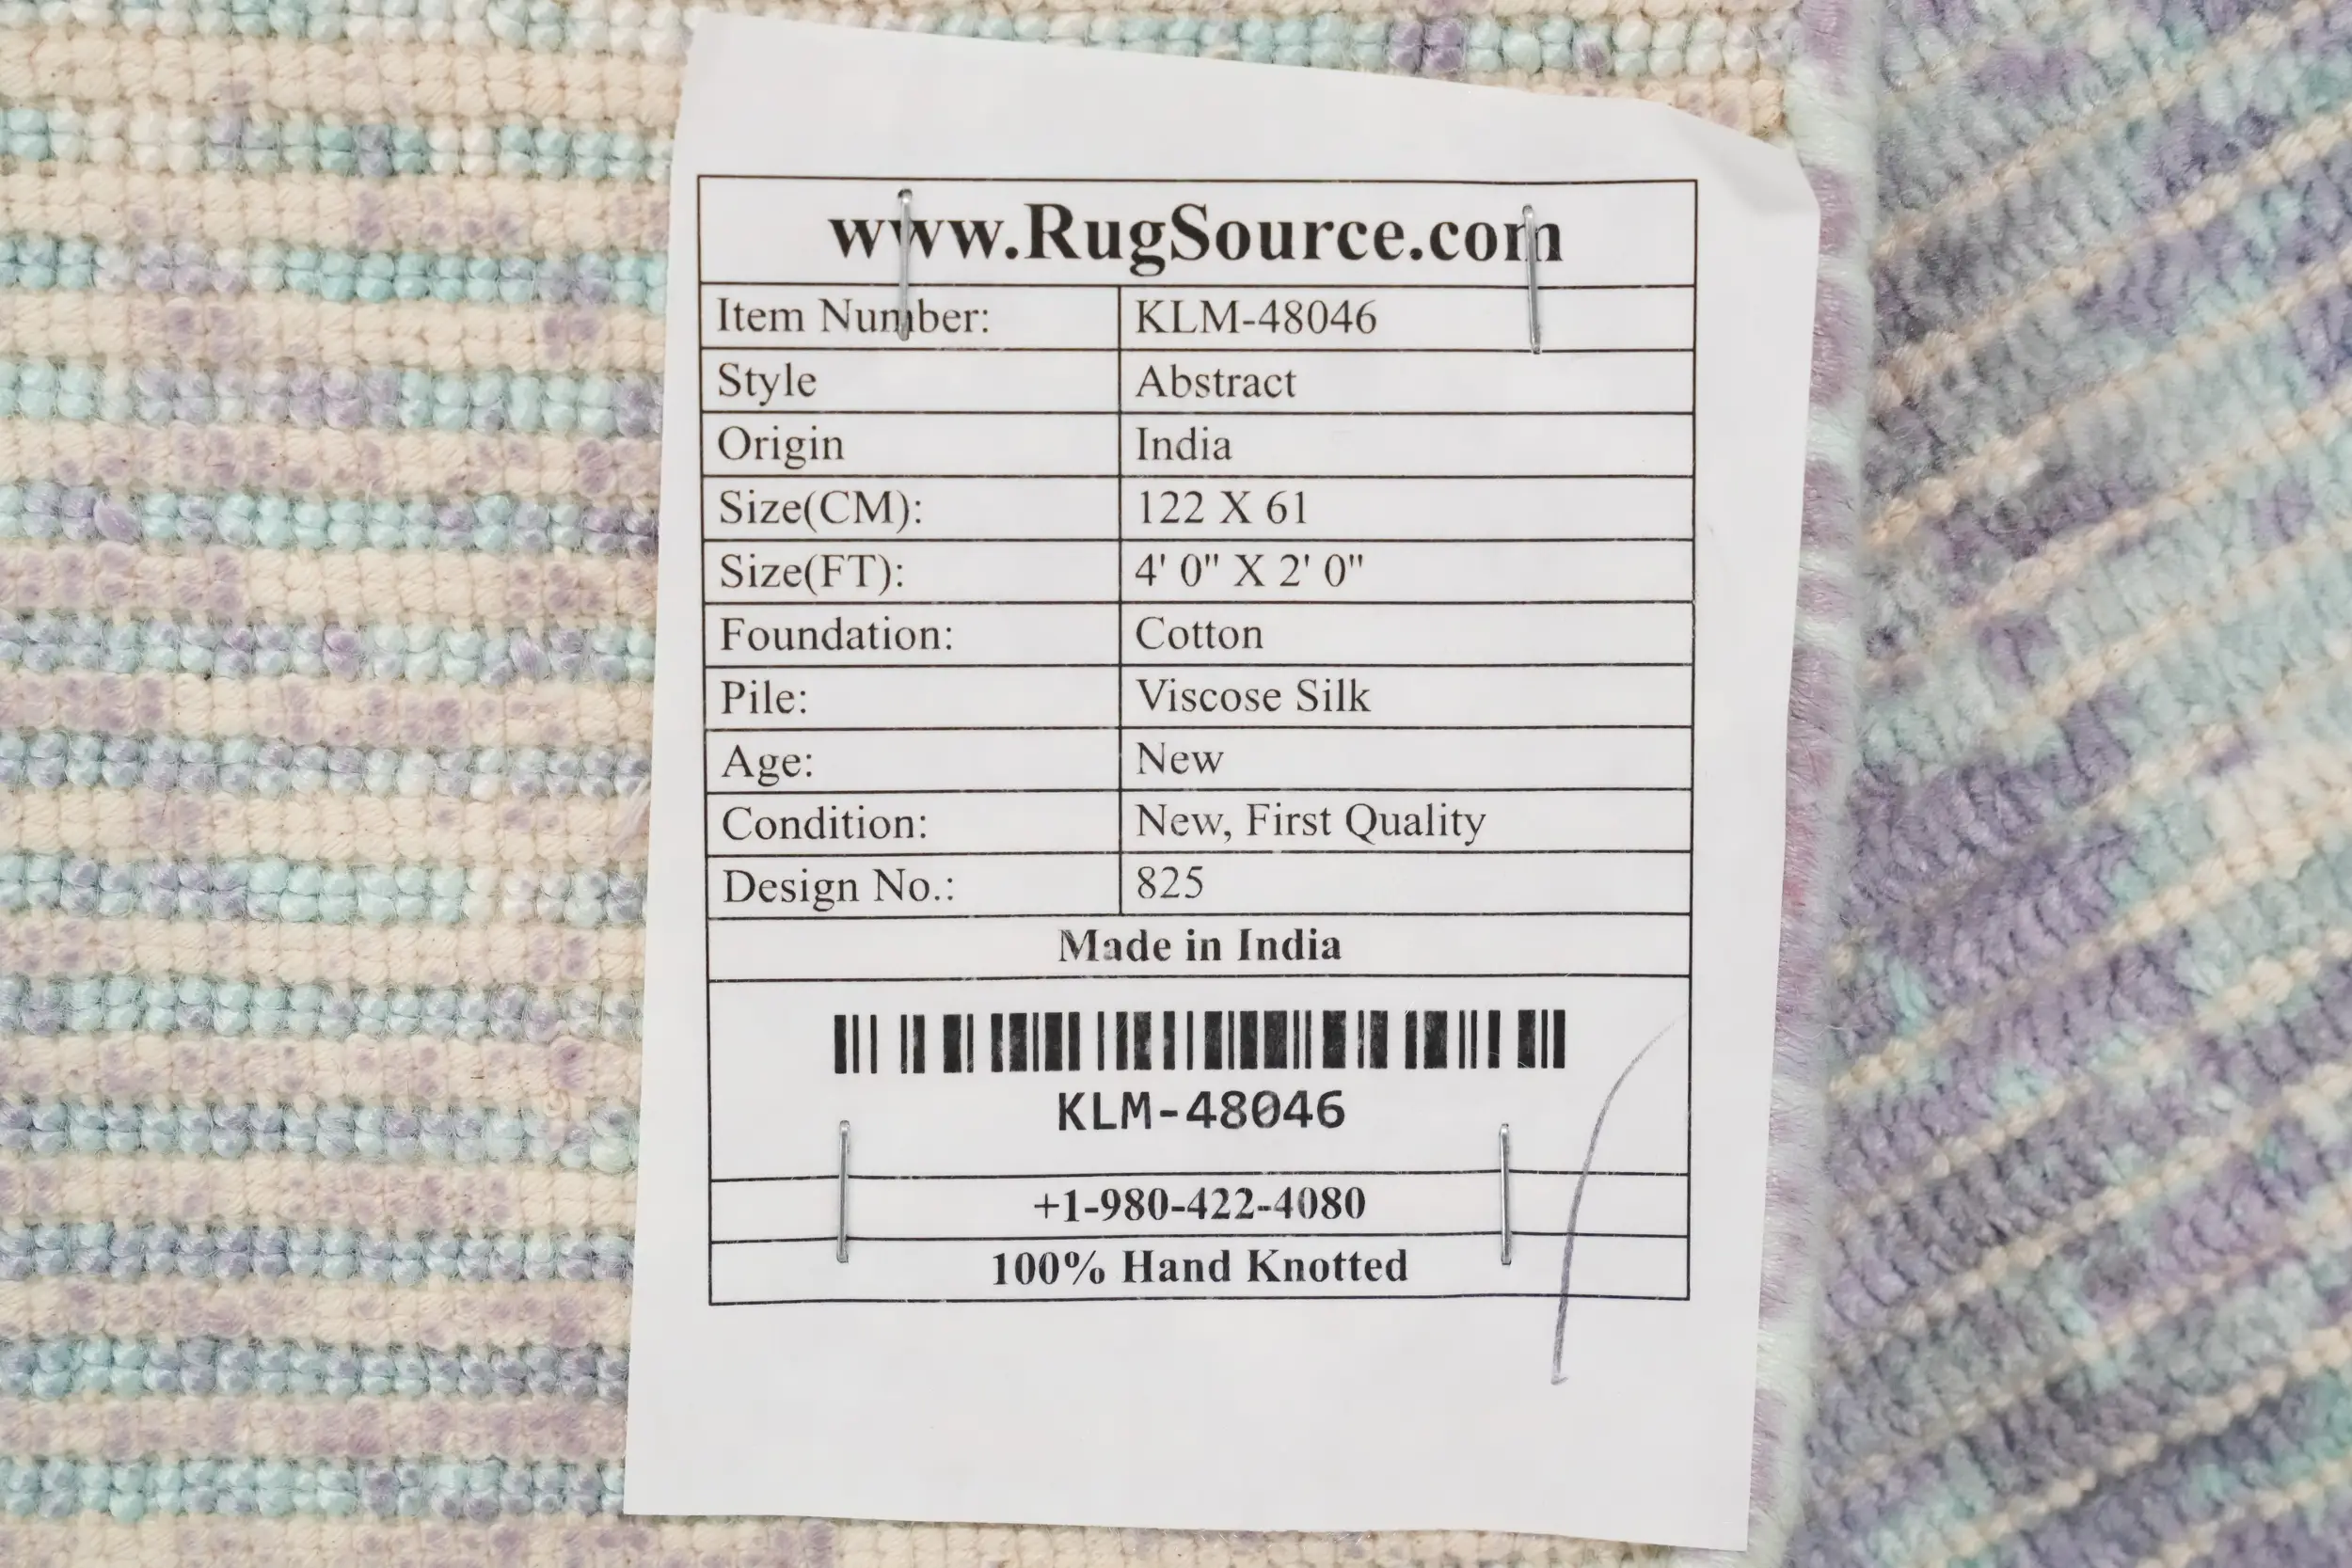 www.RugSource.com
Item Number: KLM-48046
Style Abstract
Origin India
Size(CM): 122 X 61
Size(FT): 4' 0" X 2' 0"
Foundation: Cotton
Pile: Viscose Silk
Age: New
Condition: New, First Quality
Design No.: 825
Made in India
KLM-48046
+1-980-422-4080
100% Hand Knotted